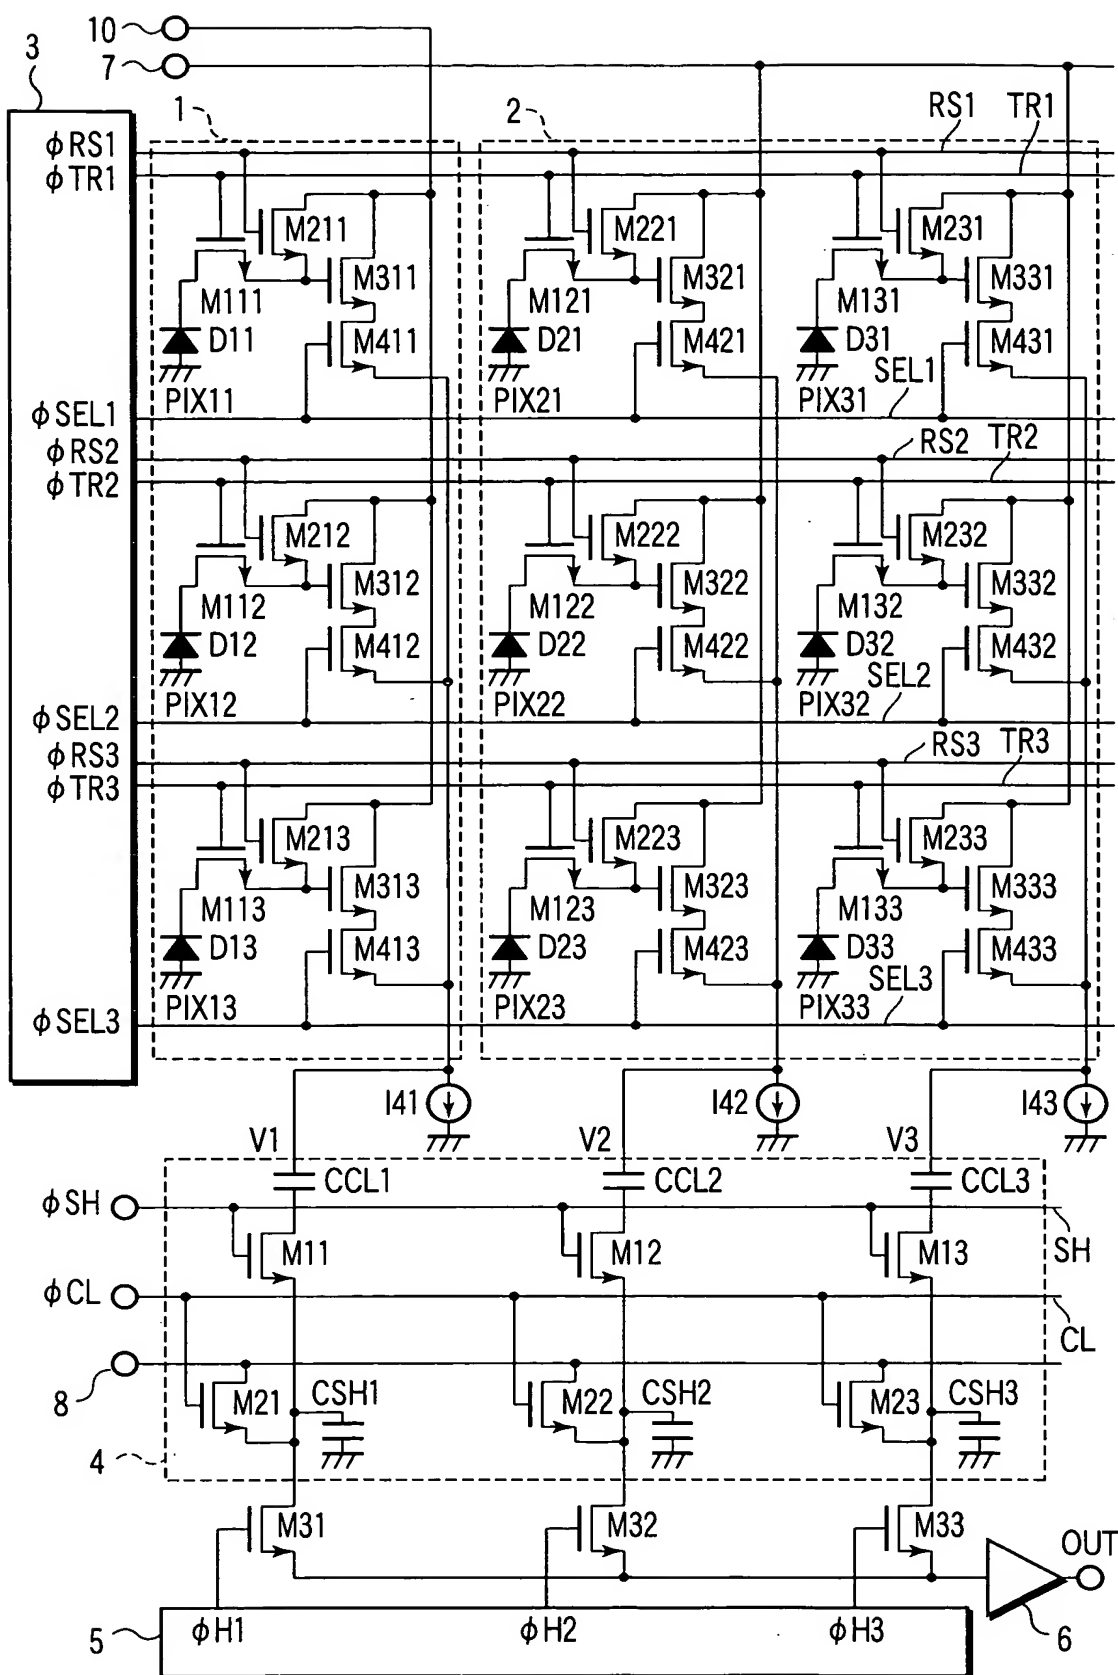 10
3
7
1
2
RS1
TR1
ϕRS1
ϕTR1
M211
M221
M231
M311
M321
M331
M111
M121
M131
D11
M411
D21
M421
D31
M431
SEL1
PIX11
PIX21
PIX31
ϕSEL1
ϕRS2
RS2
TR2
ϕTR2
M212
M222
M232
M312
M322
M332
M112
M122
M132
D12
M412
D22
M422
D32
M432
SEL2
PIX12
PIX22
PIX32
ϕSEL2
ϕRS3
RS3
TR3
ϕTR3
M213
M223
M233
M313
M323
M333
M113
M123
M133
D13
M413
D23
M423
D33
M433
SEL3
PIX13
PIX23
PIX33
ϕSEL3
I41
I42
I43
V1
V2
V3
CCL1
CCL2
CCL3
ϕSH
SH
M11
M12
M13
ϕCL
CL
8
M21
CSH1
M22
CSH2
M23
CSH3
4
M31
M32
M33
OUT
5
ϕH1
ϕH2
ϕH3
6